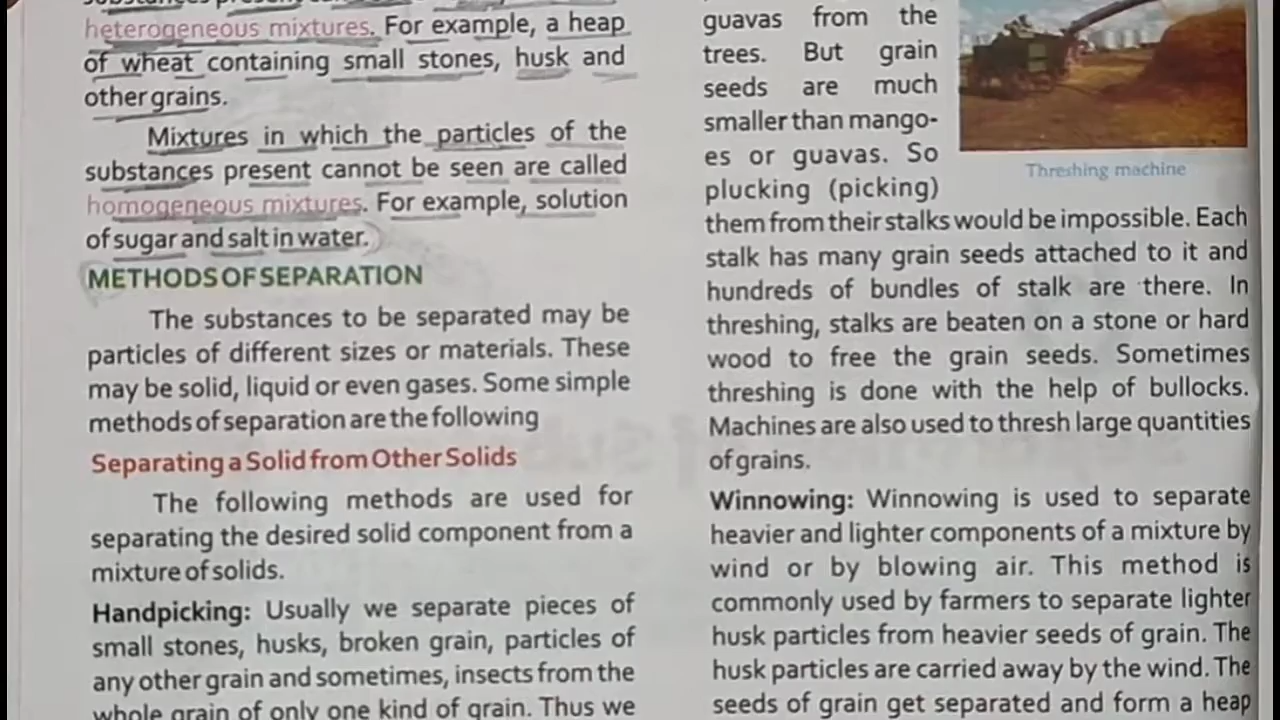 heterogeneous mixtures. For example, a heap
of wheat containing small stones, husk and
other grains.
Mixtures in which the particles of the
substances present cannot be seen are called
homogeneous mixtures. For example, solution
of sugar and salt in water.
METHODS OF SEPARATION
The substances to be separated may be
particles of different sizes or materials. These
may be solid, liquid or even gases. Some simple
methods of separation are the following
Separating a Solid from Other Solids
The following methods are used for
separating the desired solid component from a
mixture of solids.
Handpicking: Usually we separate pieces of
small stones, husks, broken grain, particles of
any other grain and sometimes, insects from the
whole grain of only one kind of grain. Thus we
guavas from the
trees. But grain
seeds are much
smaller than mango-
es or guavas. So
plucking (picking)
Threshing machine
them from their stalks would be impossible. Each
stalk has many grain seeds attached to it and
hundreds of bundles of stalk are there. In
threshing, stalks are beaten on a stone or hard
wood to free the grain seeds. Sometimes
threshing is done with the help of bullocks.
Machines are also used to thresh large quantities
of grains.
Winnowing: Winnowing is used to separate
heavier and lighter components of a mixture by
wind or by blowing air. This method is
commonly used by farmers to separate lighter
husk particles from heavier seeds of grain. The
husk particles are carried away by the wind. The
seeds of grain get separated and form a heap